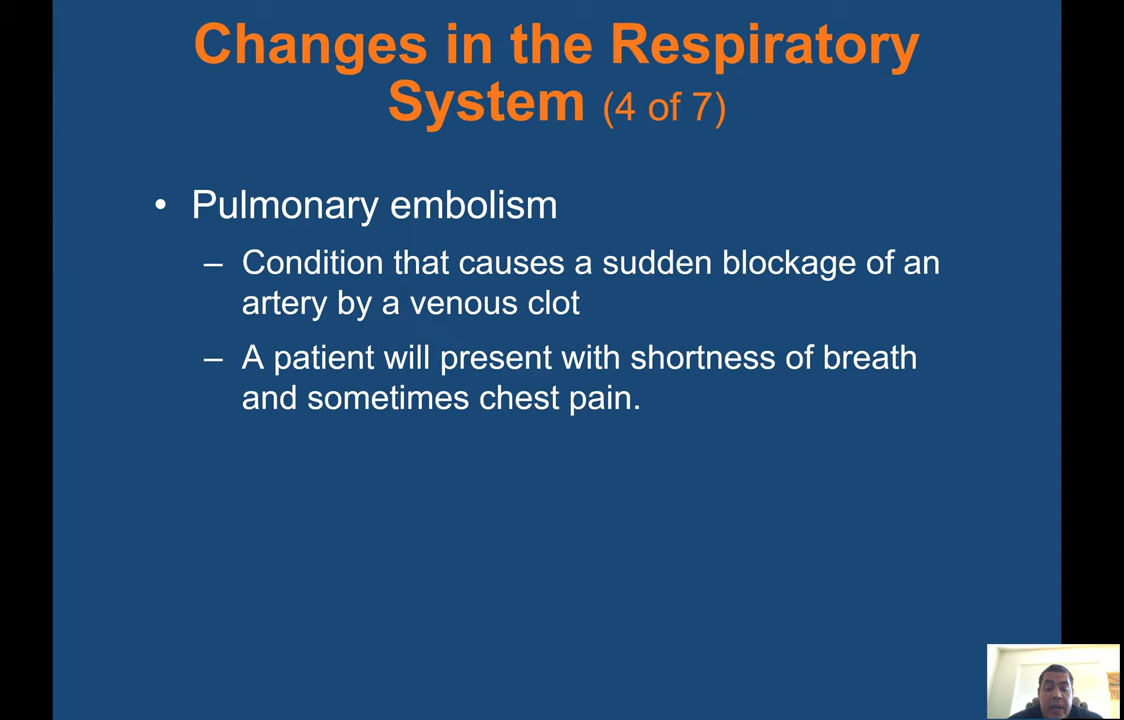 Changes in the Respiratory
System (4 of 7)
• Pulmonary embolism
– Condition that causes a sudden blockage of an
artery by a venous clot
– A patient will present with shortness of breath
and sometimes chest pain.